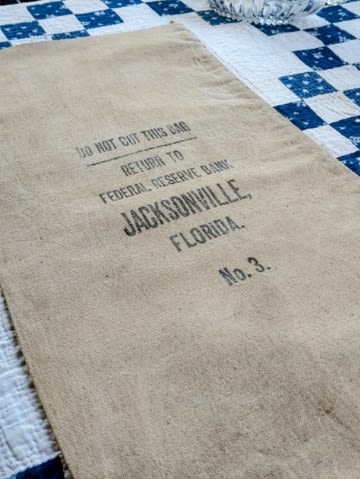 DO NOT CUT THIS BAG
RETURN TO
FEDERAL RESERVE BANK
JACKSONVILLE,
FLORIDA.
No. 3.